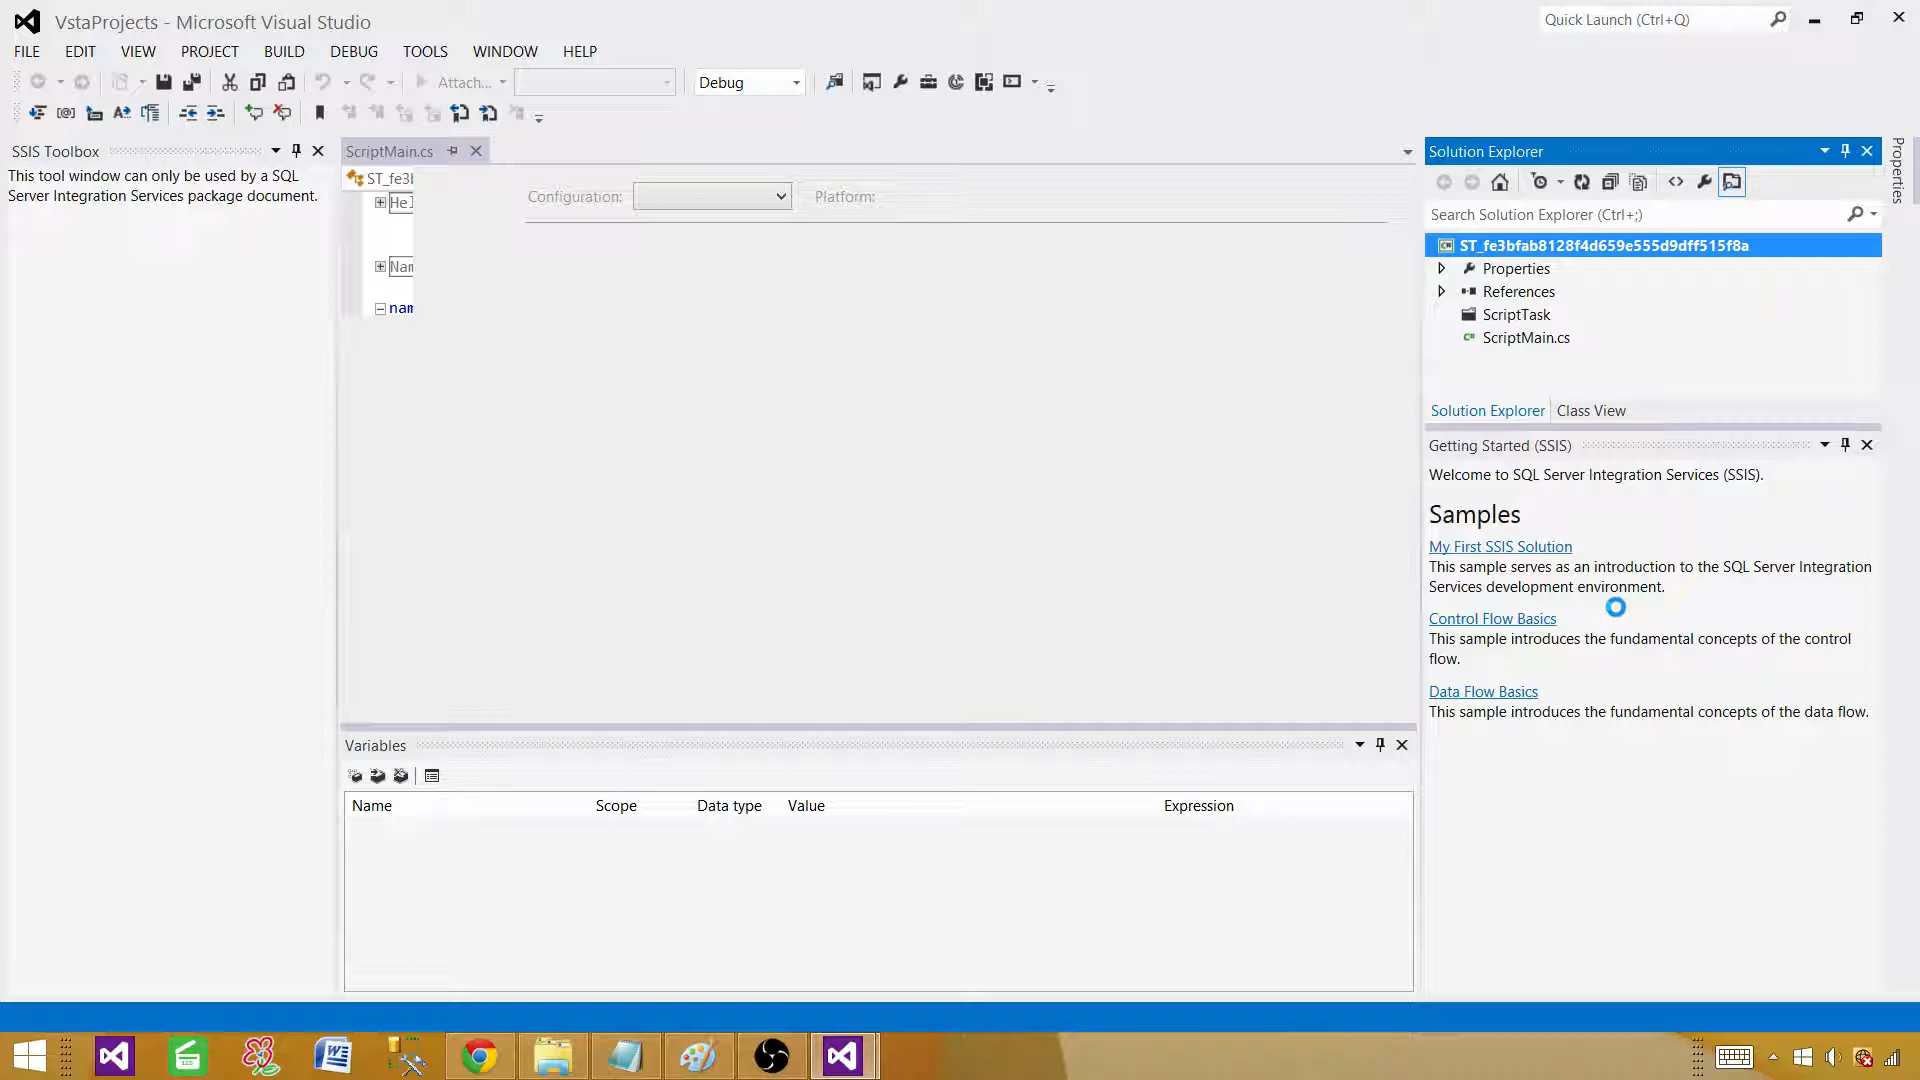 VstaProjects - Microsoft Visual Studio
Quick Launch (Ctrl+Q)
FILE EDIT VIEW PROJECT BUILD DEBUG TOOLS WINDOW HELP
Attach...
Debug
SSIS Toolbox
This tool window can only be used by a SQL
Server Integration Services package document.
ScriptMain.cs
ST_fe3b
Hel
Nam
nam
Configuration:
Platform:
Solution Explorer
Search Solution Explorer (Ctrl+;)
ST_fe3bfab8128f4d659e555d9dff515f8a
Properties
References
ScriptTask
ScriptMain.cs
Solution Explorer
Class View
Properties
Getting Started (SSIS)
Welcome to SQL Server Integration Services (SSIS).
Samples
My First SSIS Solution
This sample serves as an introduction to the SQL Server Integration
Services development environment.
Control Flow Basics
This sample introduces the fundamental concepts of the control
flow.
Data Flow Basics
This sample introduces the fundamental concepts of the data flow.
Variables
Name Scope Data type Value Expression